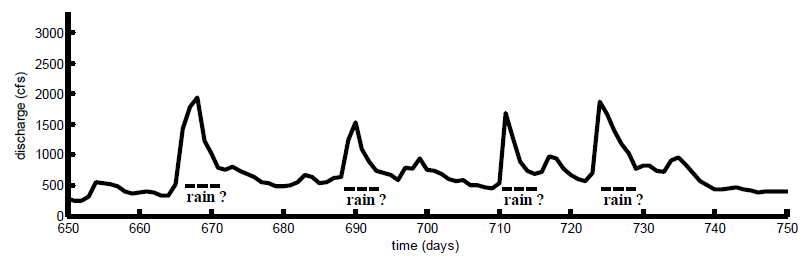 discharge (cfs)
3000
2500
2000
1500
1000
500
0
rain ?
rain ?
rain ?
rain ?
650 660 670 680 690 700 710 720 730 740 750
time (days)